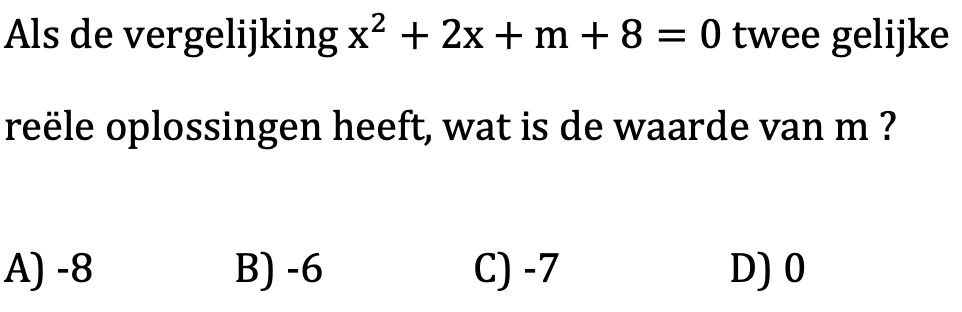 Als de vergelijking x² + 2x + m + 8 = 0 twee gelijke
reële oplossingen heeft, wat is de waarde van m ?
A) -8 B) -6 C) -7 D) 0